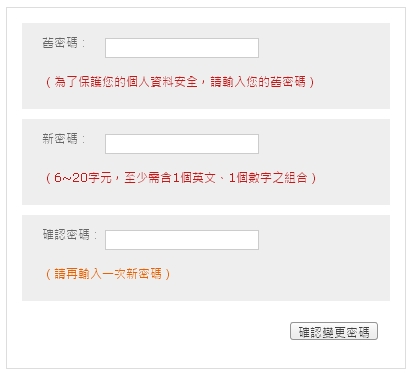 舊密碼：
（為了保護您的個人資料安全，請輸入您的舊密碼）
新密碼：
（6~20字元，至少需含1個英文、1個數字之組合）
確認密碼：
（請再輸入一次新密碼）
確認變更密碼